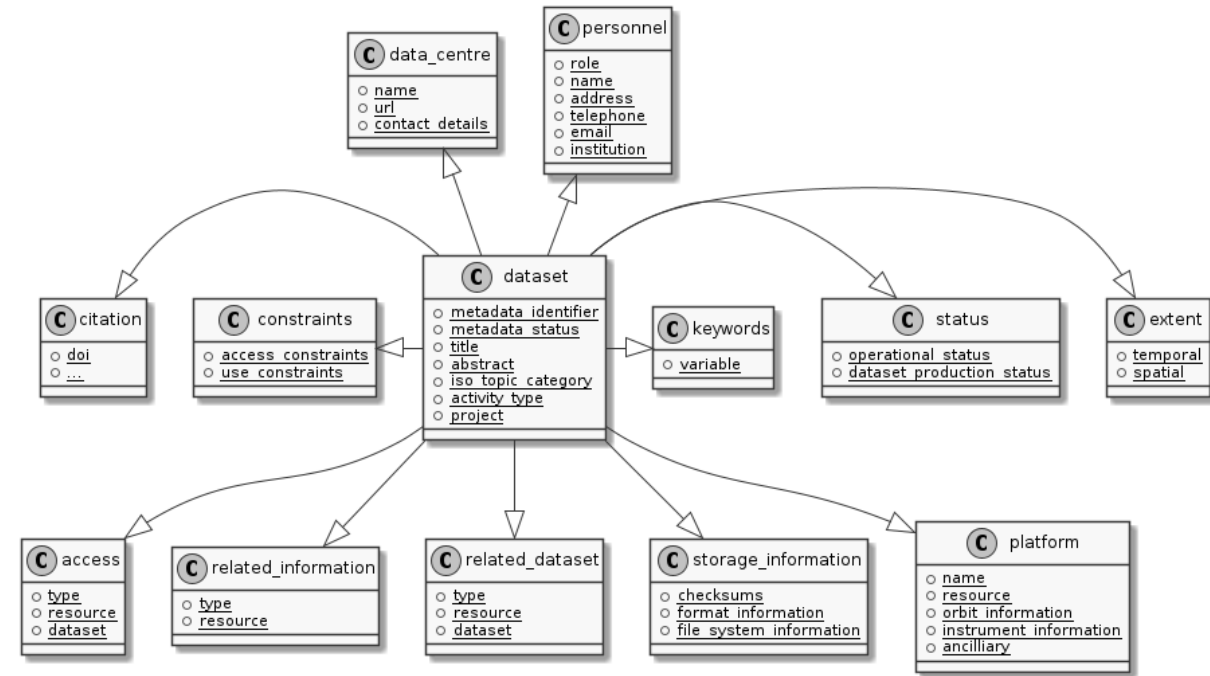 C personnel
role
name
address
telephone
email
institution
C data_centre
name
url
contact_details
C dataset
metadata_identifier
metadata_status
title
abstract
iso_topic_category
activity_type
project
C citation
doi
...
C constraints
access_constraints
use_constraints
C keywords
variable
C status
operational_status
dataset_production_status
C extent
temporal
spatial
C access
type
resource
dataset
C related_information
type
resource
C related_dataset
type
resource
dataset
C storage_information
checksums
format_information
file_system_information
C platform
name
resource
orbit_information
instrument_information
ancilliary